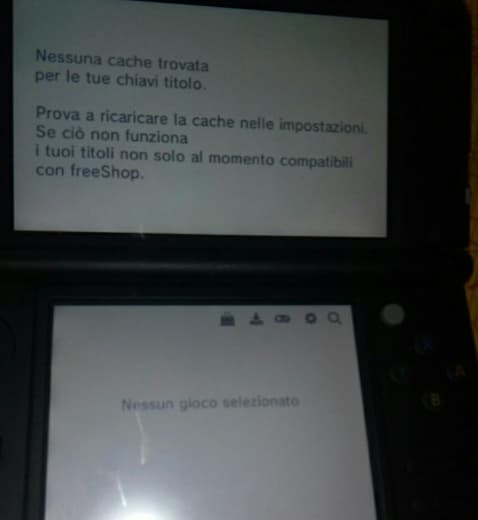 Nessuna cache trovata
per le tue chiavi titolo.
Prova a ricaricare la cache nelle impostazioni.
Se ciò non funziona
i tuoi titoli non solo al momento compatibili
con freeShop.
Nessun gioco selezionato
X
Y A
B